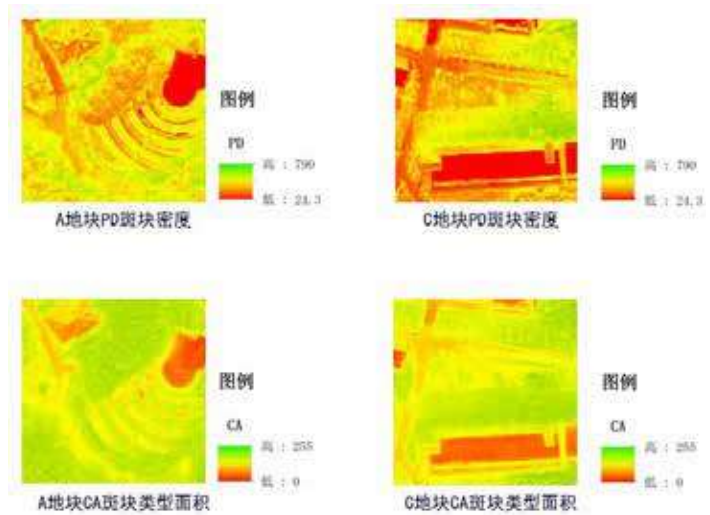 图例
PD
高 : 790
低 : 24.3
A地块PD斑块密度
图例
PD
高 : 790
低 : 24.3
C地块PD斑块密度
图例
CA
高 : 255
低 : 0
A地块CA斑块类型面积
图例
CA
高 : 255
低 : 0
C地块CA斑块类型面积